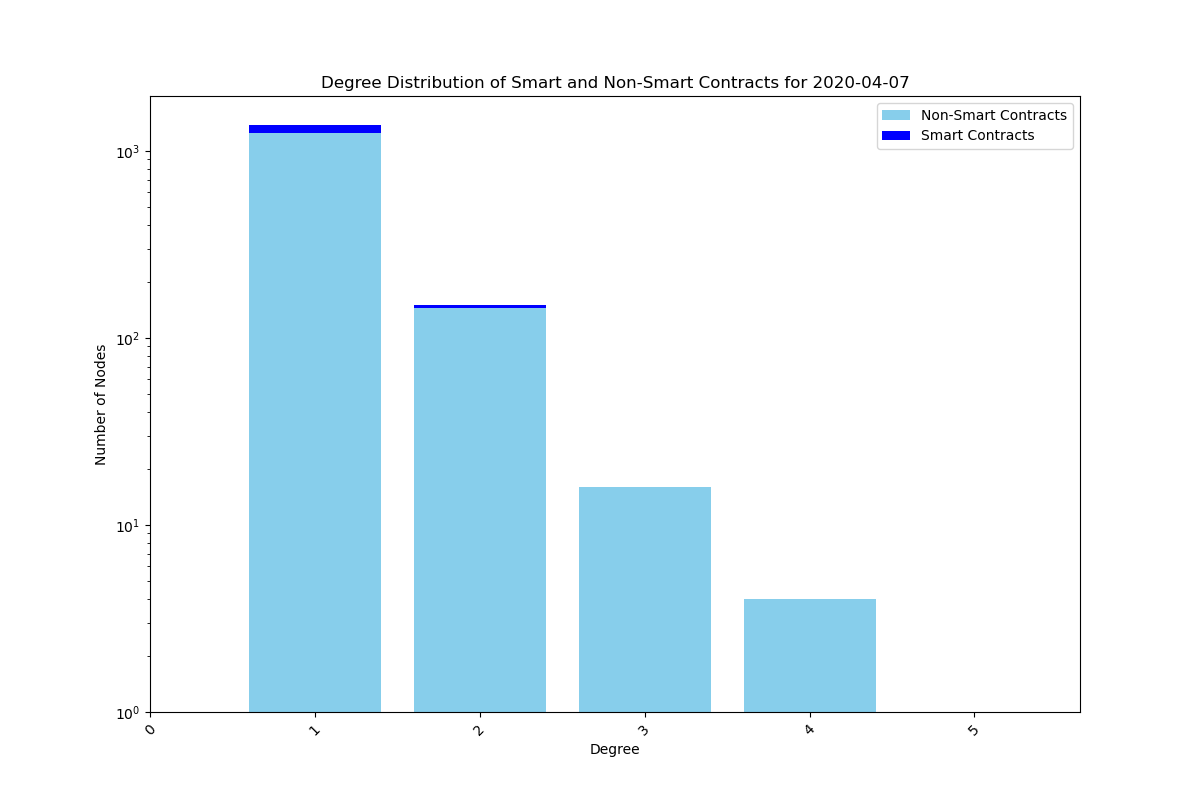 Degree Distribution of Smart and Non-Smart Contracts for 2020-04-07
Non-Smart Contracts
Smart Contracts
Number of Nodes
10³
10²
10¹
10⁰
0
1
2
3
4
5
Degree